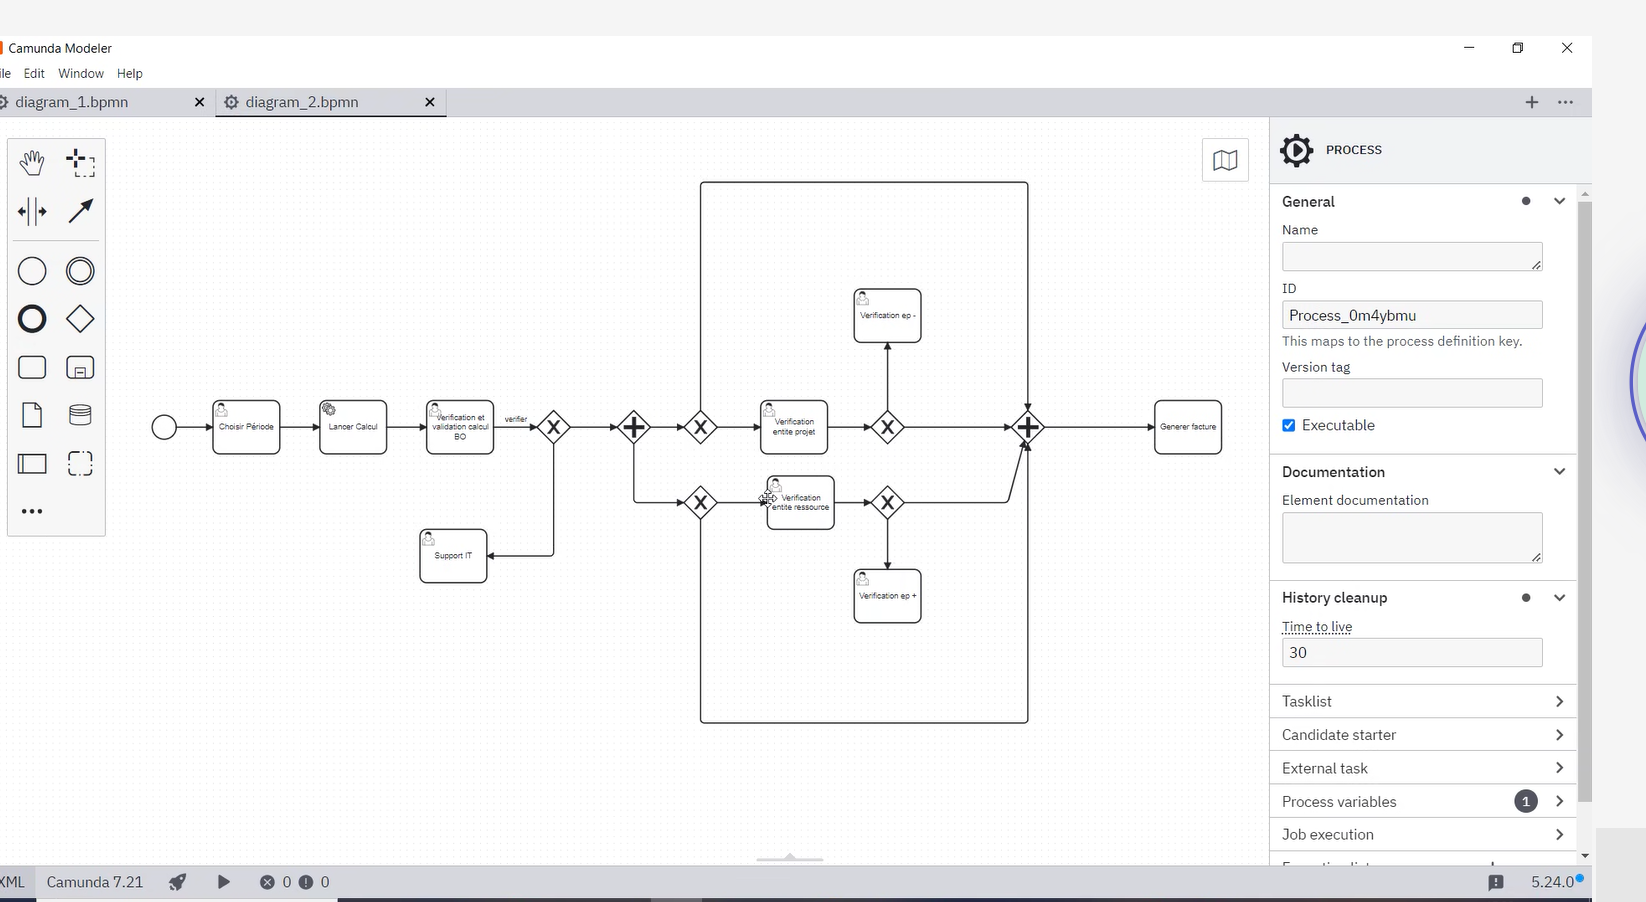 Camunda Modeler
ile Edit Window Help
diagram_1.bpmn
diagram_2.bpmn
PROCESS
General
Name
ID
Process_0m4ybmu
This maps to the process definition key.
Version tag
Executable
Documentation
Element documentation
History cleanup
Time to live
30
Tasklist
Candidate starter
External task
Process variables 1
Job execution
Verification ep -
Choisir Période
Lancer Calcul
Verification et
validation calcul
BO
verifier
Verification
entite projet
Generer facture
Verification
entite ressource
Support IT
Verification ep +
XML
Camunda 7.21
0
0
5.24.0